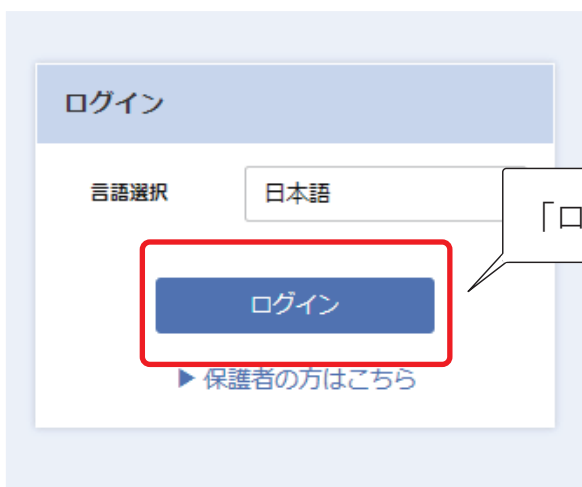 ログイン
言語選択
日本語
「ロ
ログイン
▶ 保護者の方はこちら